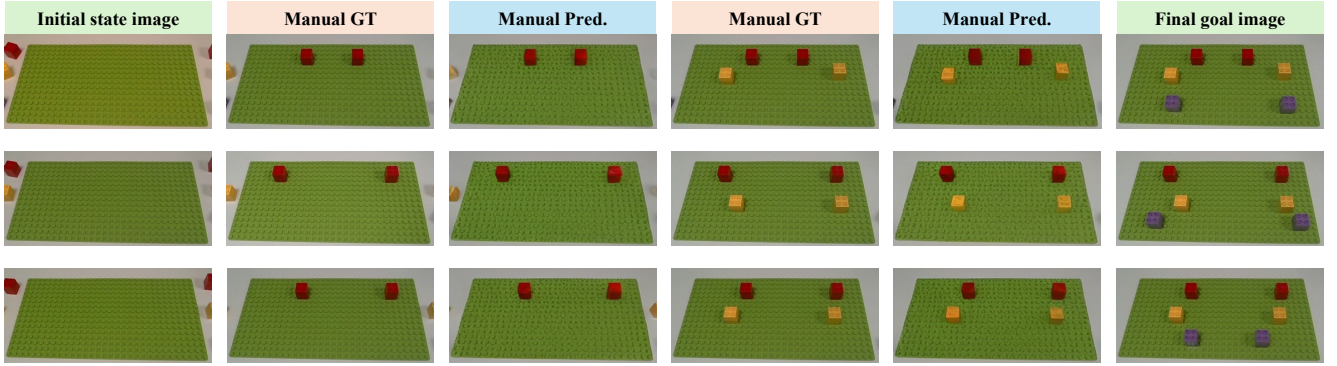 Initial state image
Manual GT
Manual Pred.
Manual GT
Manual Pred.
Final goal image